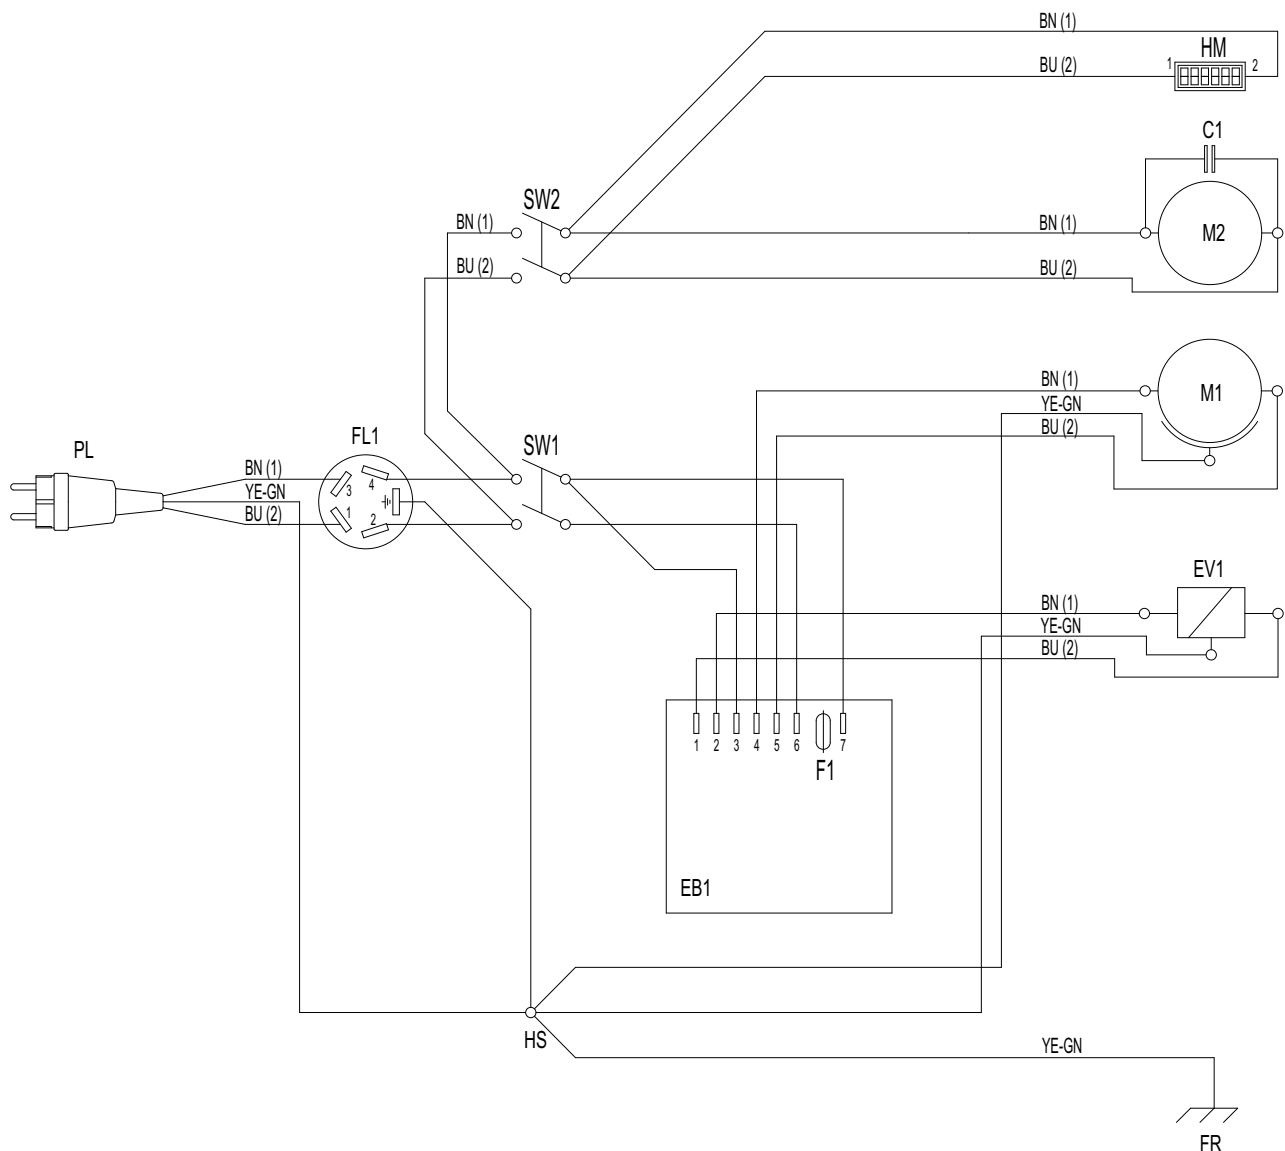 BN (1)
HM
BU (2)
1
2
C1
SW2
BN (1)
BN (1)
M2
BU (2)
BU (2)
BN (1)
M1
YE-GN
BU (2)
PL
FL1
SW1
BN (1)
YE-GN
BU (2)
3
4
1
2
EV1
BN (1)
YE-GN
BU (2)
1
2
3
4
5
6
7
F1
EB1
HS
YE-GN
FR